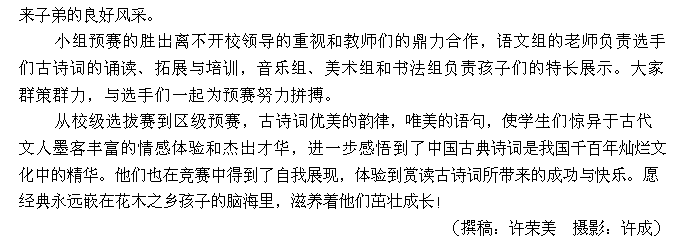 来子弟的良好风采。
小组预赛的胜出离不开校领导的重视和教师们的鼎力合作，语文组的老师负责选手
们古诗词的诵读、拓展与培训，音乐组、美术组和书法组负责孩子们的特长展示。大家
群策群力，与选手们一起为预赛努力拼搏。
从校级选拔赛到区级预赛，古诗词优美的韵律，唯美的语句，使学生们惊异于古代
文人墨客丰富的情感体验和杰出才华，进一步感悟到了中国古典诗词是我国千百年灿烂文
化中的精华。他们也在竞赛中得到了自我展现，体验到赏读古诗词所带来的成功与快乐。愿
经典永远嵌在花木之乡孩子的脑海里，滋养着他们茁壮成长！
（撰稿：许荣美　摄影：许成）